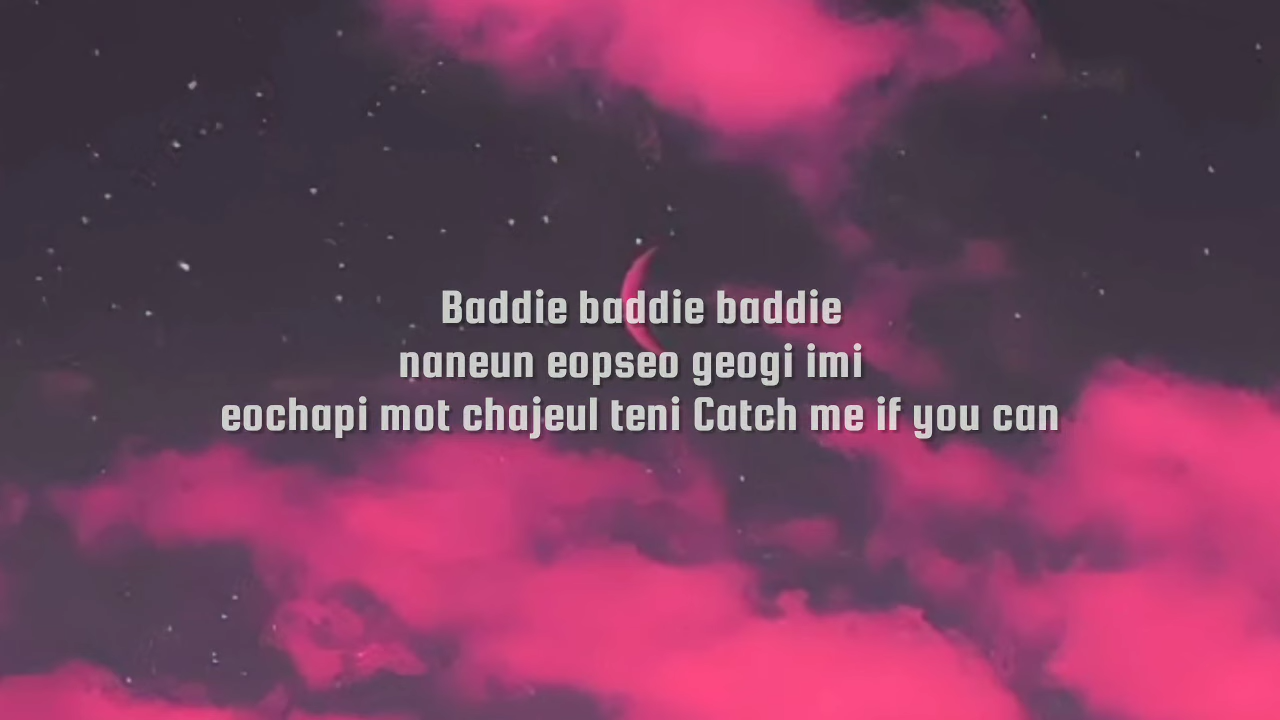 Baddie baddie baddie
naneun eopseo geogi imi
eochapi mot chajeul teni Catch me if you can